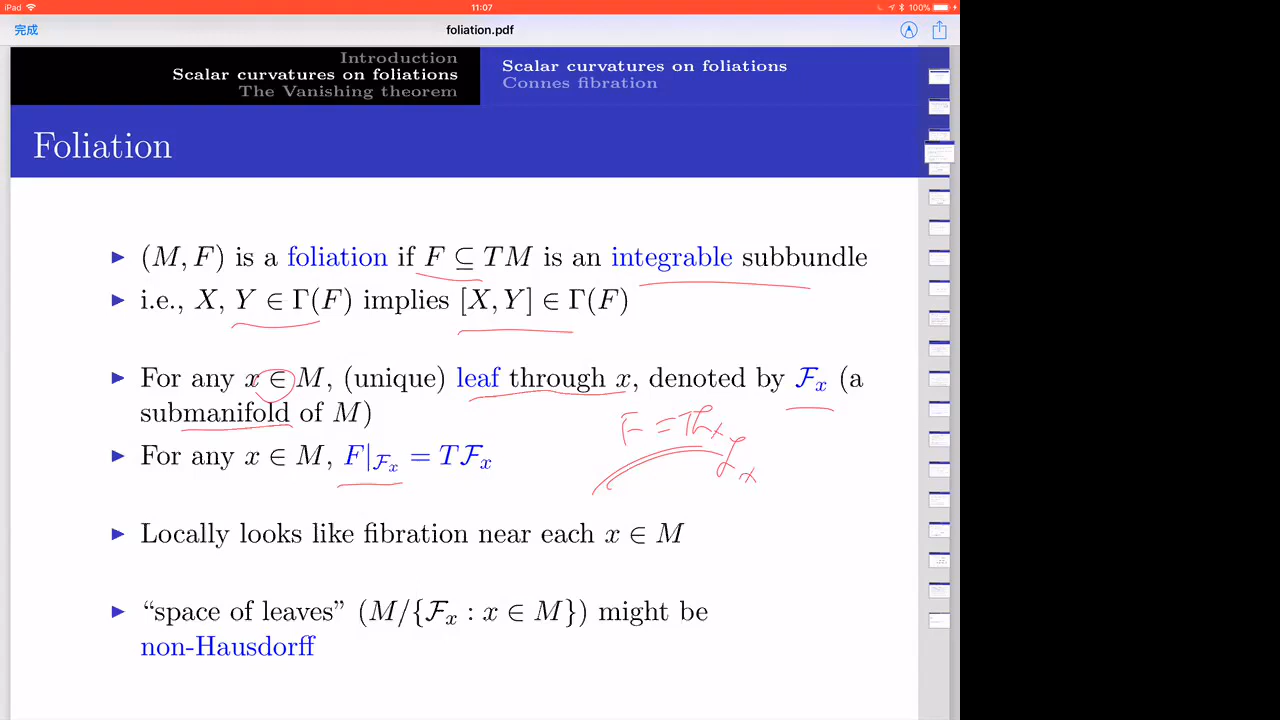 iPad 11:07 100%
完成 foliation.pdf
Introduction
Scalar curvatures on foliations
The Vanishing theorem
Scalar curvatures on foliations
Connes fibration
Foliation
(M, F) is a foliation if F ⊆ TM is an integrable subbundle
i.e., X, Y ∈ Γ(F) implies [X, Y] ∈ Γ(F)
For any x ∈ M, (unique) leaf through x, denoted by ℱₓ (a
submanifold of M)
For any x ∈ M, F|ℱₓ = Tℱₓ
Locally looks like fibration near each x ∈ M
“space of leaves” (M/{ℱₓ : x ∈ M}) might be
non-Hausdorff